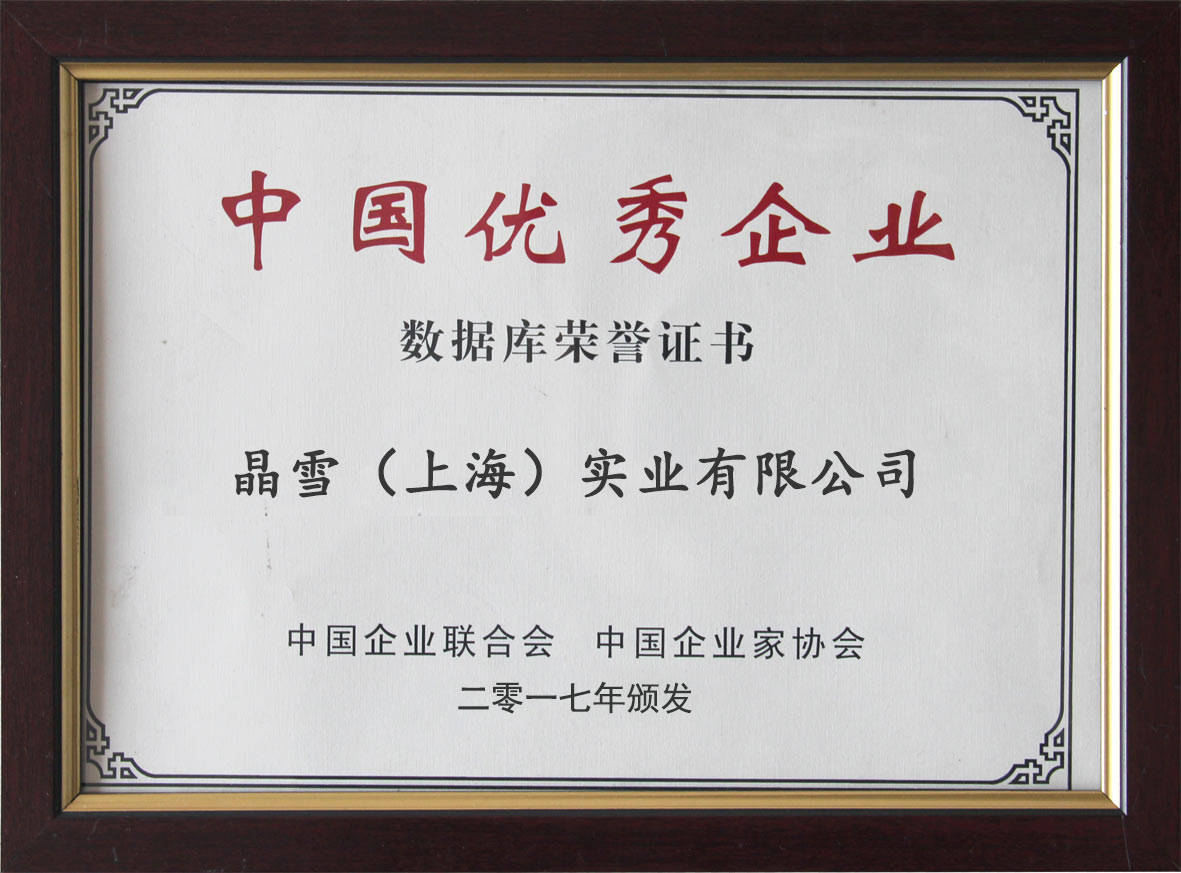 中国优秀企业
数据库荣誉证书
晶雪（上海）实业有限公司
中国企业联合会 中国企业家协会
二零一七年颁发